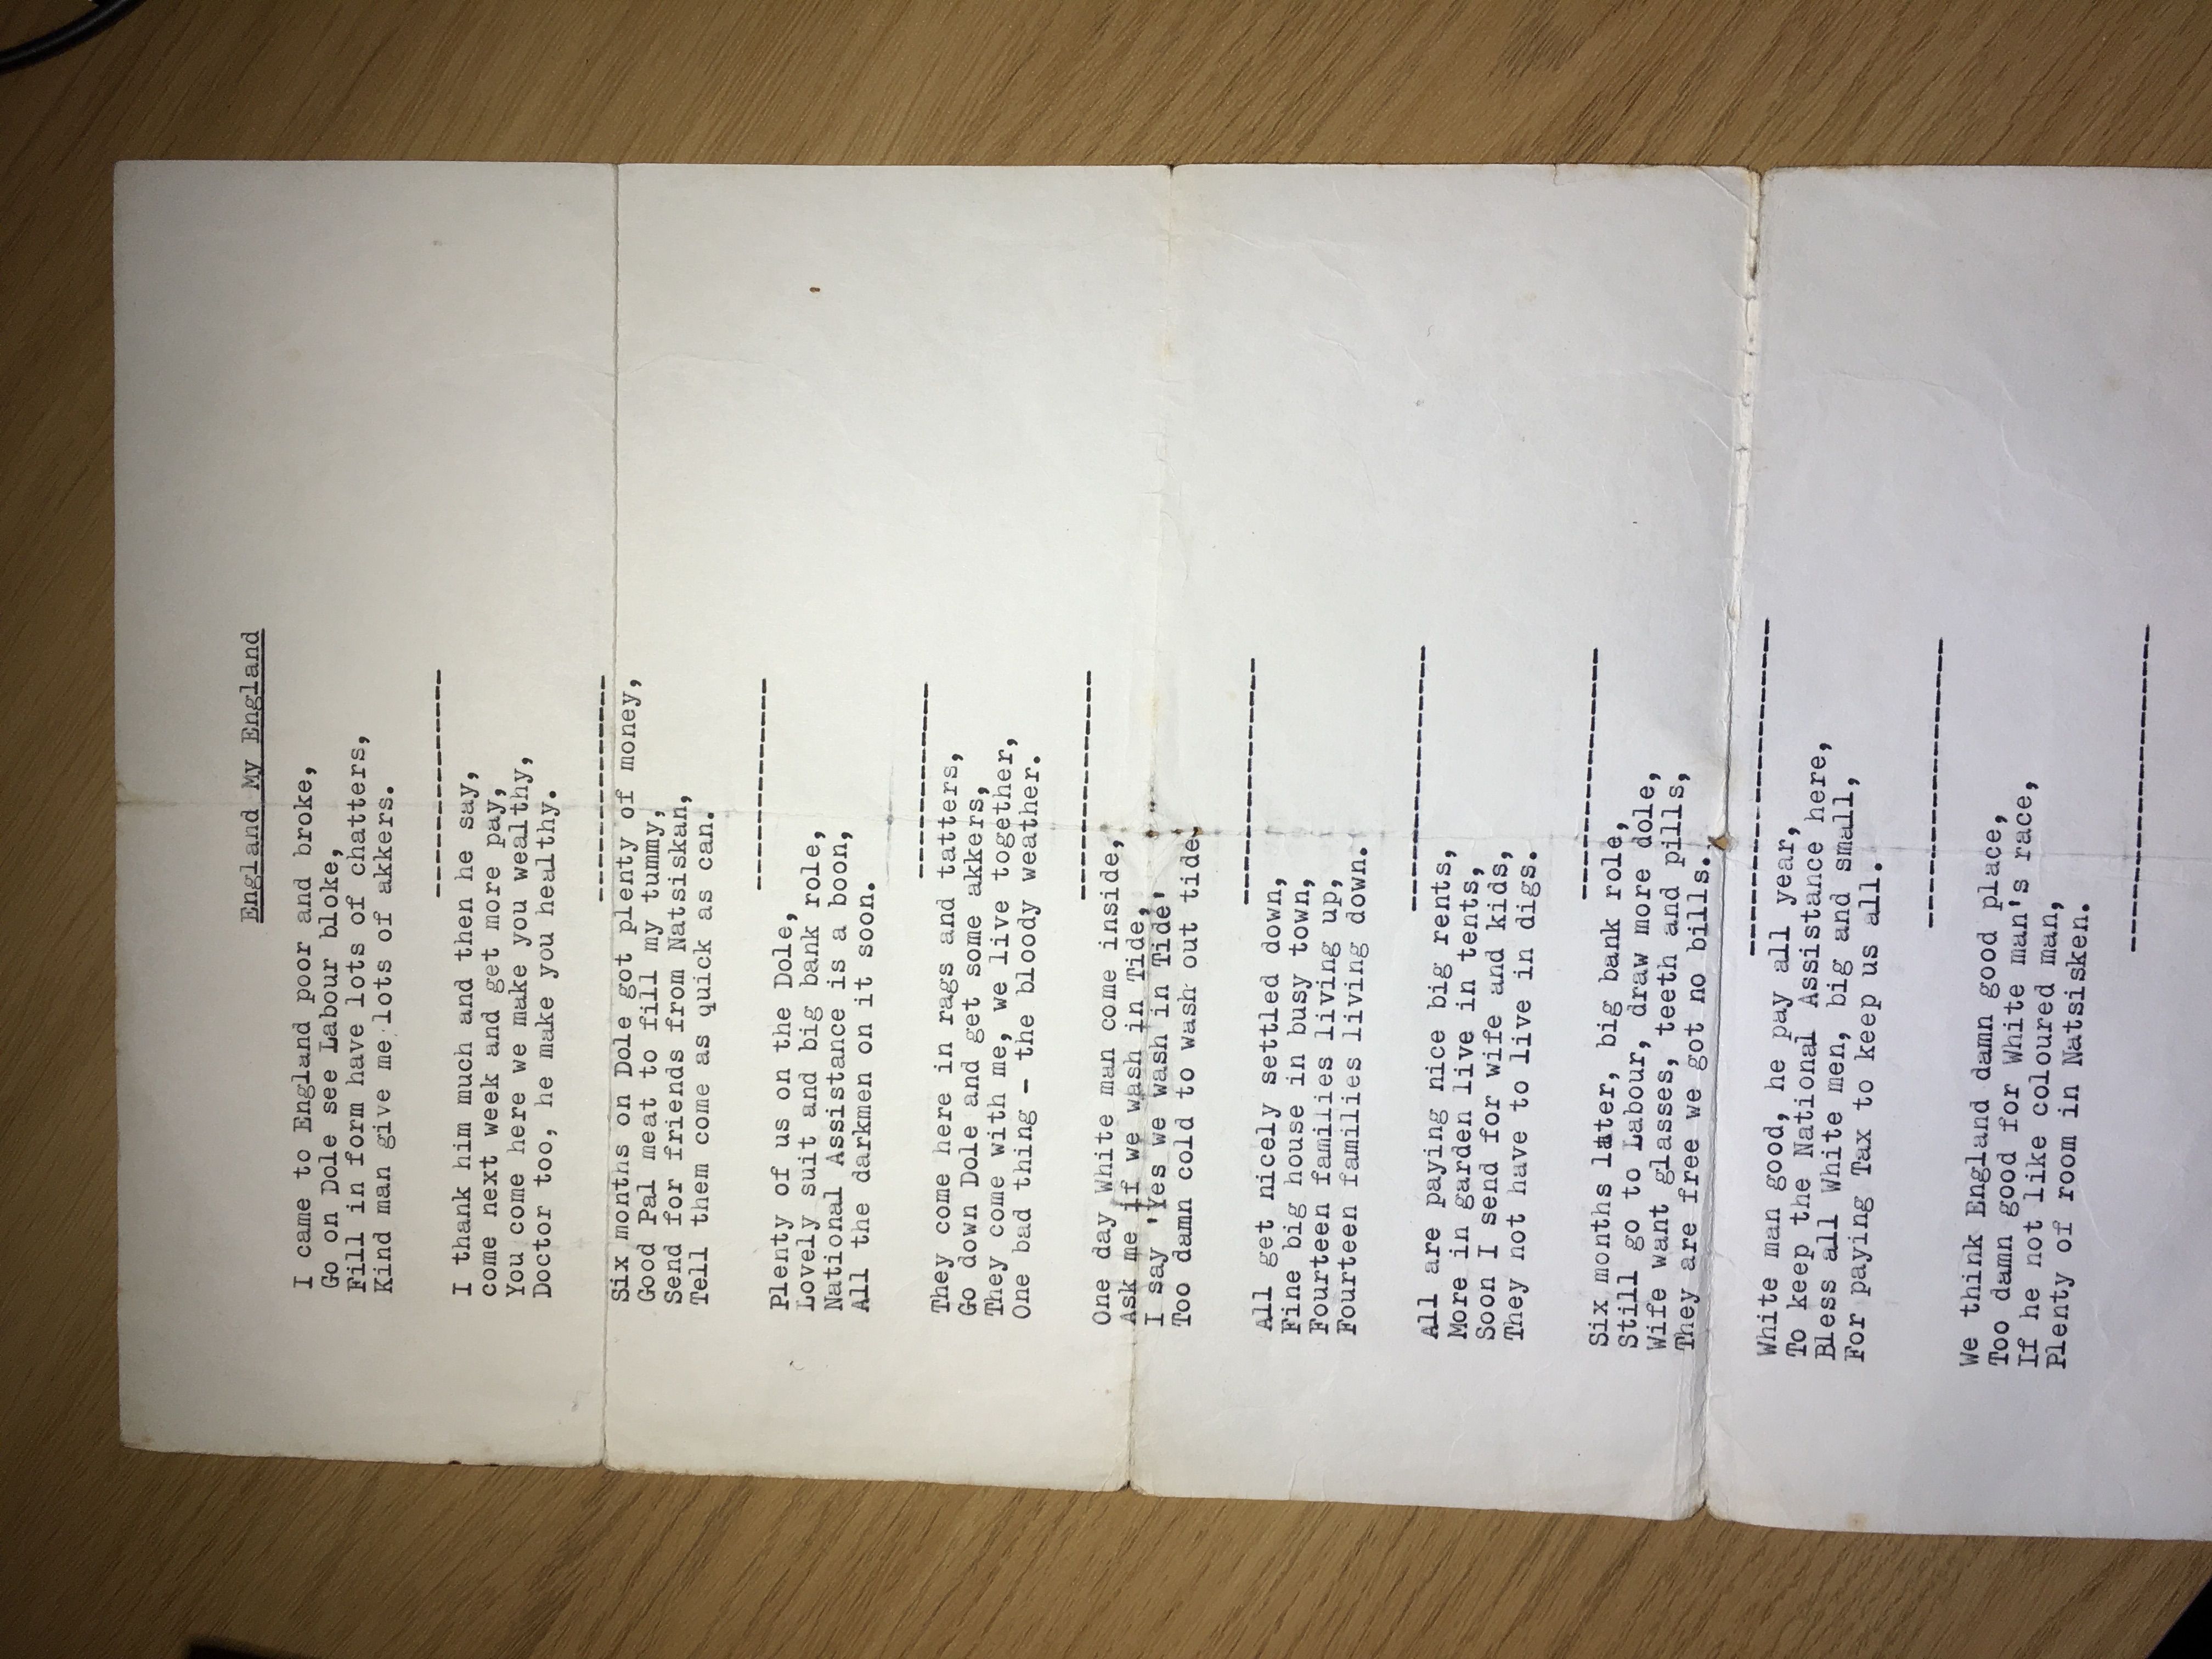 England My England
I came to England poor and broke,
Go on Dole see Labour bloke,
Fill in form have lots of chatters,
Kind man give me lots of akkers.
--------------------
I thank him much and then he say,
come next week and get more pay,
You come here we make you wealthy,
Doctor too, he make you healthy.
--------------------
Six months on Dole got plenty of money,
Good Pal meat to fill my tummy,
Send for friends from Natsiskan,
Tell them come as quick as can.
--------------------
Plenty of us on the Dole,
Lovely suit and big bank role,
National Assistance is a boon,
All the darkmen on it soon.
------------------
They come here in rags and tatters,
Go down Dole and get some akkers,
They come with me, we live together,
One bad thing - the bloody weather.
---------------------
One day White man come inside,
Ask me if we wash in Tide,
I say 'Yes we wash in Tide'
Too damn cold to wash out tide.
----------------------
All get nicely settled down,
Fine big house in busy town,
Fourteen families living up,
Fourteen families living down.
------------------------
All are paying nice big rents,
More in garden live in tents,
Soon I send for wife and kids,
They not have to live in digs.
----------------------
Six months later, big bank role,
Still go to Labour, draw more dole,
Wife want glasses, teeth and pills,
They are free we got no bills.
-----------------------------
White man good, he pay all year,
To keep the National Assistance here,
Bless all White men, big and small,
For paying Tax to keep us all.
-------------------------
We think England damn good place,
Too damn good for White man's race,
If he not like coloured man,
Plenty of room in Natsisken.
----------------------------